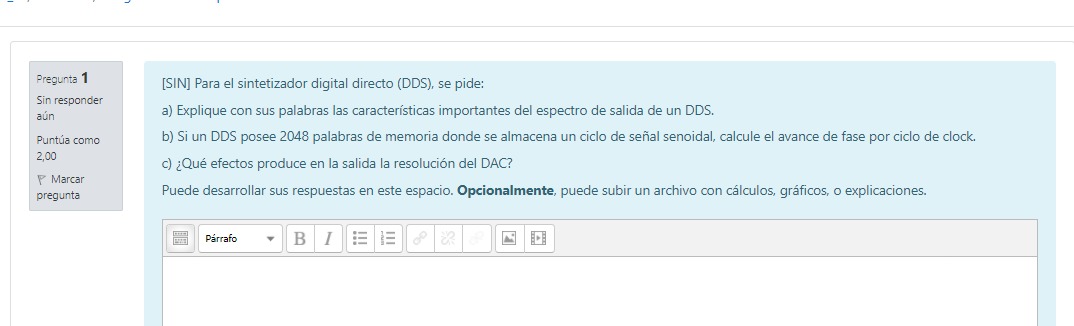 Pregunta 1
Sin responder
aún
Puntúa como
2,00
Marcar
pregunta
[SIN] Para el sintetizador digital directo (DDS), se pide:
a) Explique con sus palabras las características importantes del espectro de salida de un DDS.
b) Si un DDS posee 2048 palabras de memoria donde se almacena un ciclo de señal senoidal, calcule el avance de fase por ciclo de clock.
c) ¿Qué efectos produce en la salida la resolución del DAC?
Puede desarrollar sus respuestas en este espacio. Opcionalmente, puede subir un archivo con cálculos, gráficos, o explicaciones.
Párrafo
B I